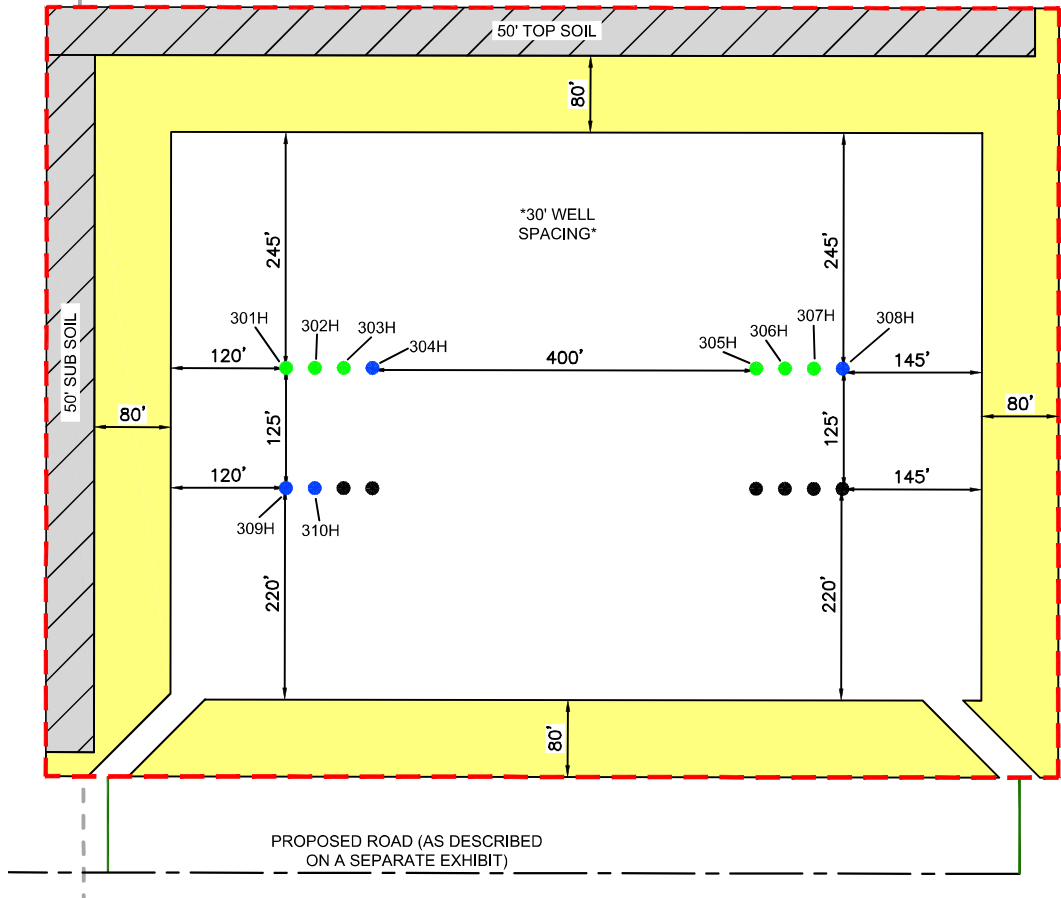 50' TOP SOIL
80'
*30' WELL
SPACING*
245'
245'
50' SUB SOIL
301H
302H
303H
304H
305H
306H
307H
308H
120'
400'
145'
80'
80'
125'
125'
120'
145'
309H
310H
220'
220'
80'
PROPOSED ROAD (AS DESCRIBED
ON A SEPARATE EXHIBIT)